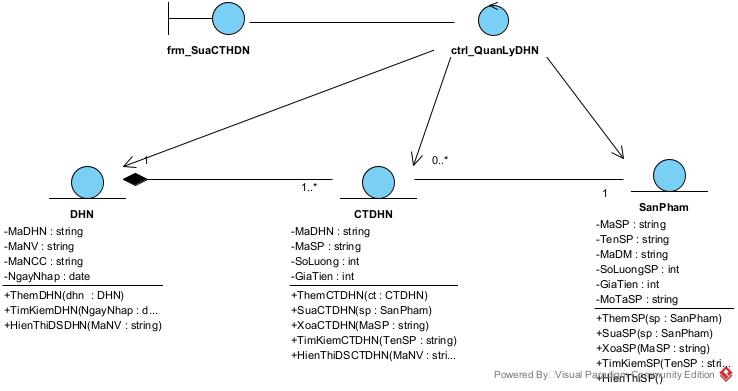 frm_SuaCTHDN
ctrl_QuanLyDHN
1
1..*
0..*
1
DHN
-MaDHN : string
-MaNV : string
-MaNCC : string
-NgayNhap : date
+ThemDHN(dhn : DHN)
+TimKiemDHN(NgayNhap : d...
+HienThiDSDHN(MaNV : string)
CTDHN
-MaDHN : string
-MaSP : string
-SoLuong : int
-GiaTien : int
+ThemCTDHN(ct : CTDHN)
+SuaCTDHN(sp : SanPham)
+XoaCTDHN(MaSP : string)
+TimKiemCTDHN(TenSP : string)
+HienThiDSCTDHN(MaNV : stri...
SanPham
-MaSP : string
-TenSP : string
-MaDM : string
-SoLuongSP : int
-GiaTien : int
-MoTaSP : string
+ThemSP(sp : SanPham)
+SuaSP(sp : SanPham)
+XoaSP(MaSP : string)
+TimKiemSP(TenSP : stri...
+HienThiSP()
Powered By Visual Paradigm Community Edition